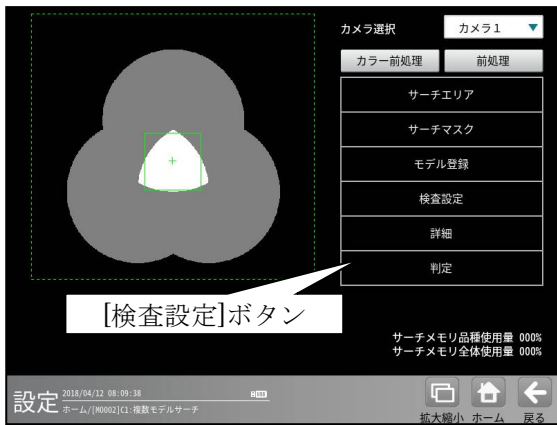 カメラ選択
カメラ1
カラー前処理
前処理
サーチエリア
サーチマスク
モデル登録
検査設定
詳細
判定
[検査設定]ボタン
サーチメモリ品種使用量 000%
サーチメモリ全体使用量 000%
設定
2018/04/12 08:09:38
ホーム/[M0002]C1:複数モデルサーチ
拡大縮小
ホーム
戻る